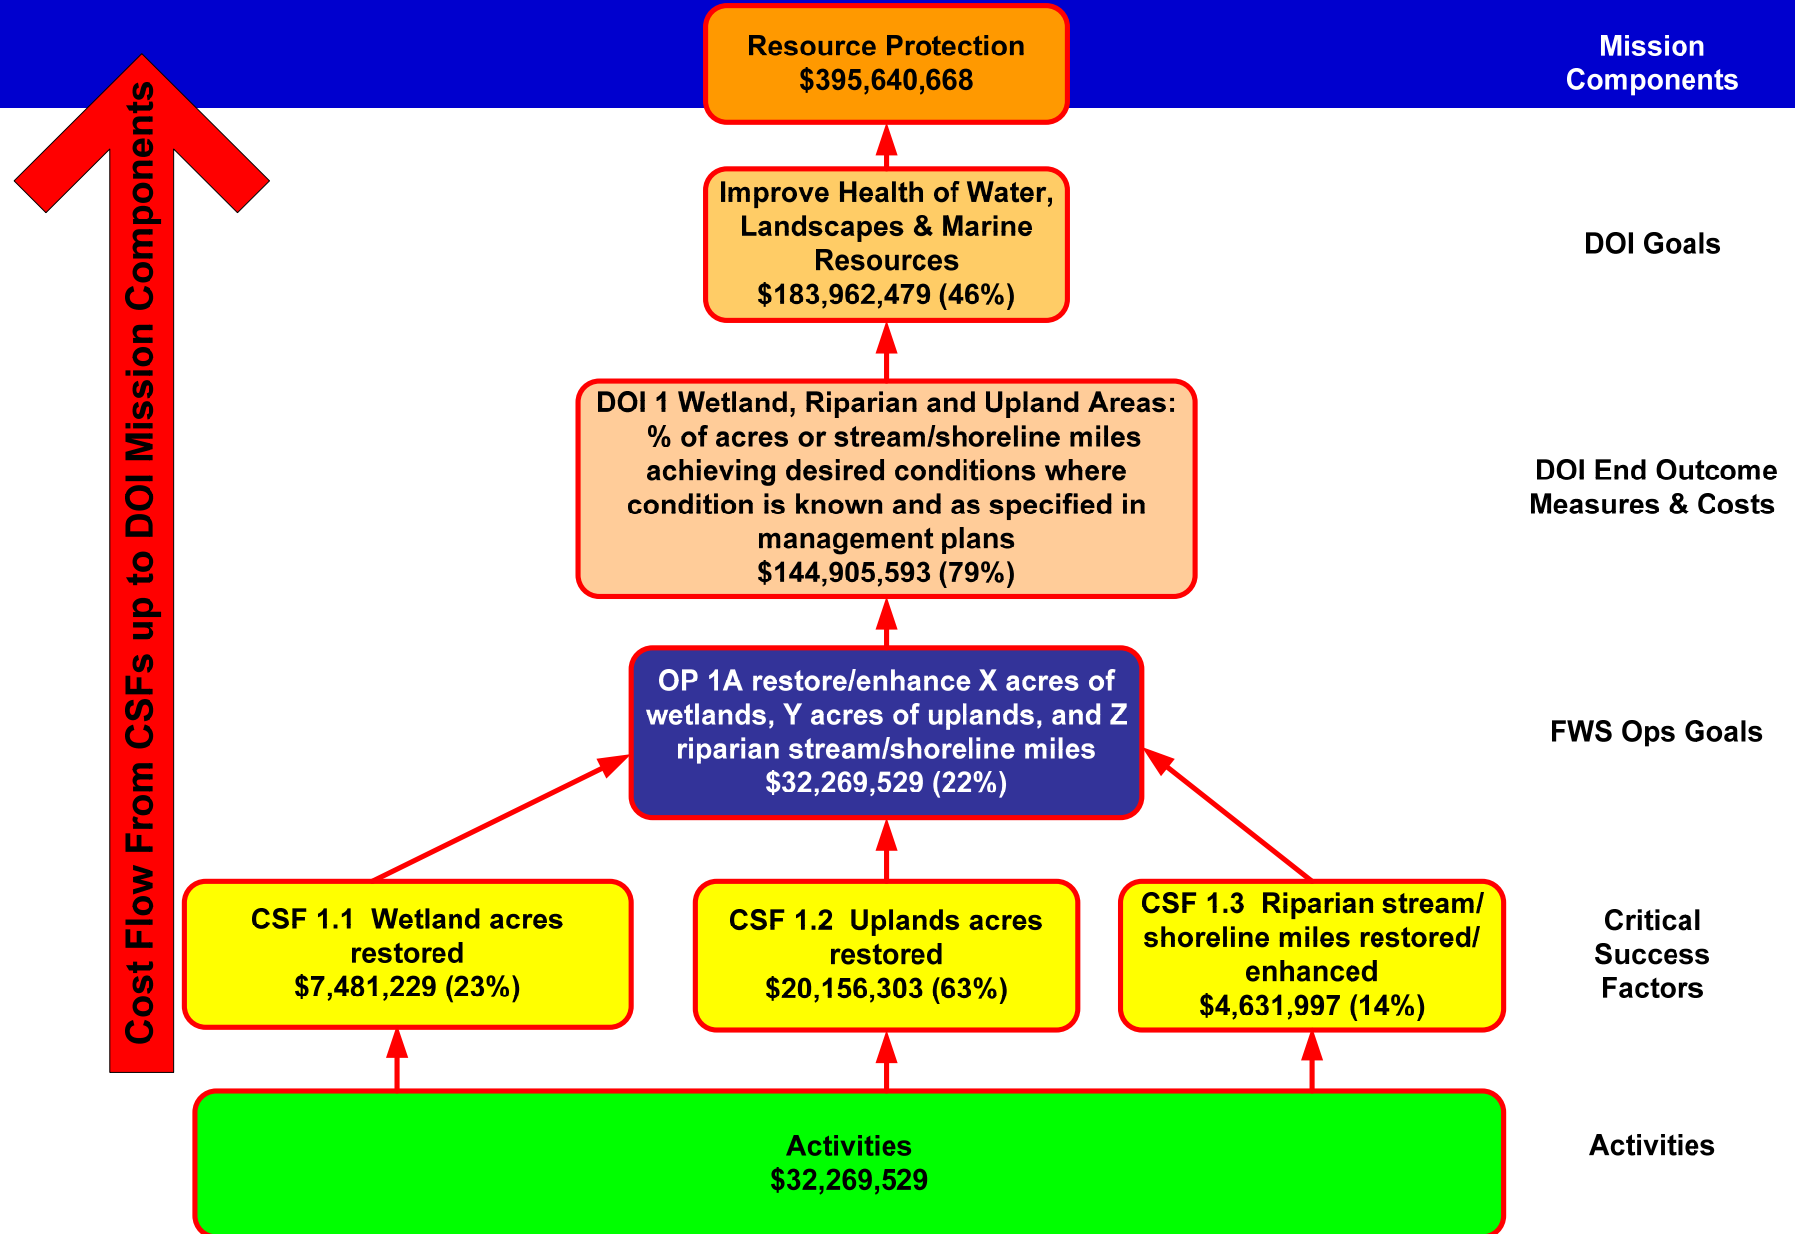 Resource Protection
$395,640,668
Mission
Components
Cost Flow From CSFs up to DOI Mission Components
Improve Health of Water,
Landscapes & Marine
Resources
$183,962,479 (46%)
DOI Goals
DOI 1 Wetland, Riparian and Upland Areas:
% of acres or stream/shoreline miles
achieving desired conditions where
condition is known and as specified in
management plans
$144,905,593 (79%)
DOI End Outcome
Measures & Costs
OP 1A restore/enhance X acres of
wetlands, Y acres of uplands, and Z
riparian stream/shoreline miles
$32,269,529 (22%)
FWS Ops Goals
CSF 1.1 Wetland acres
restored
$7,481,229 (23%)
CSF 1.2 Uplands acres
restored
$20,156,303 (63%)
CSF 1.3 Riparian stream/
shoreline miles restored/
enhanced
$4,631,997 (14%)
Critical
Success
Factors
Activities
$32,269,529
Activities